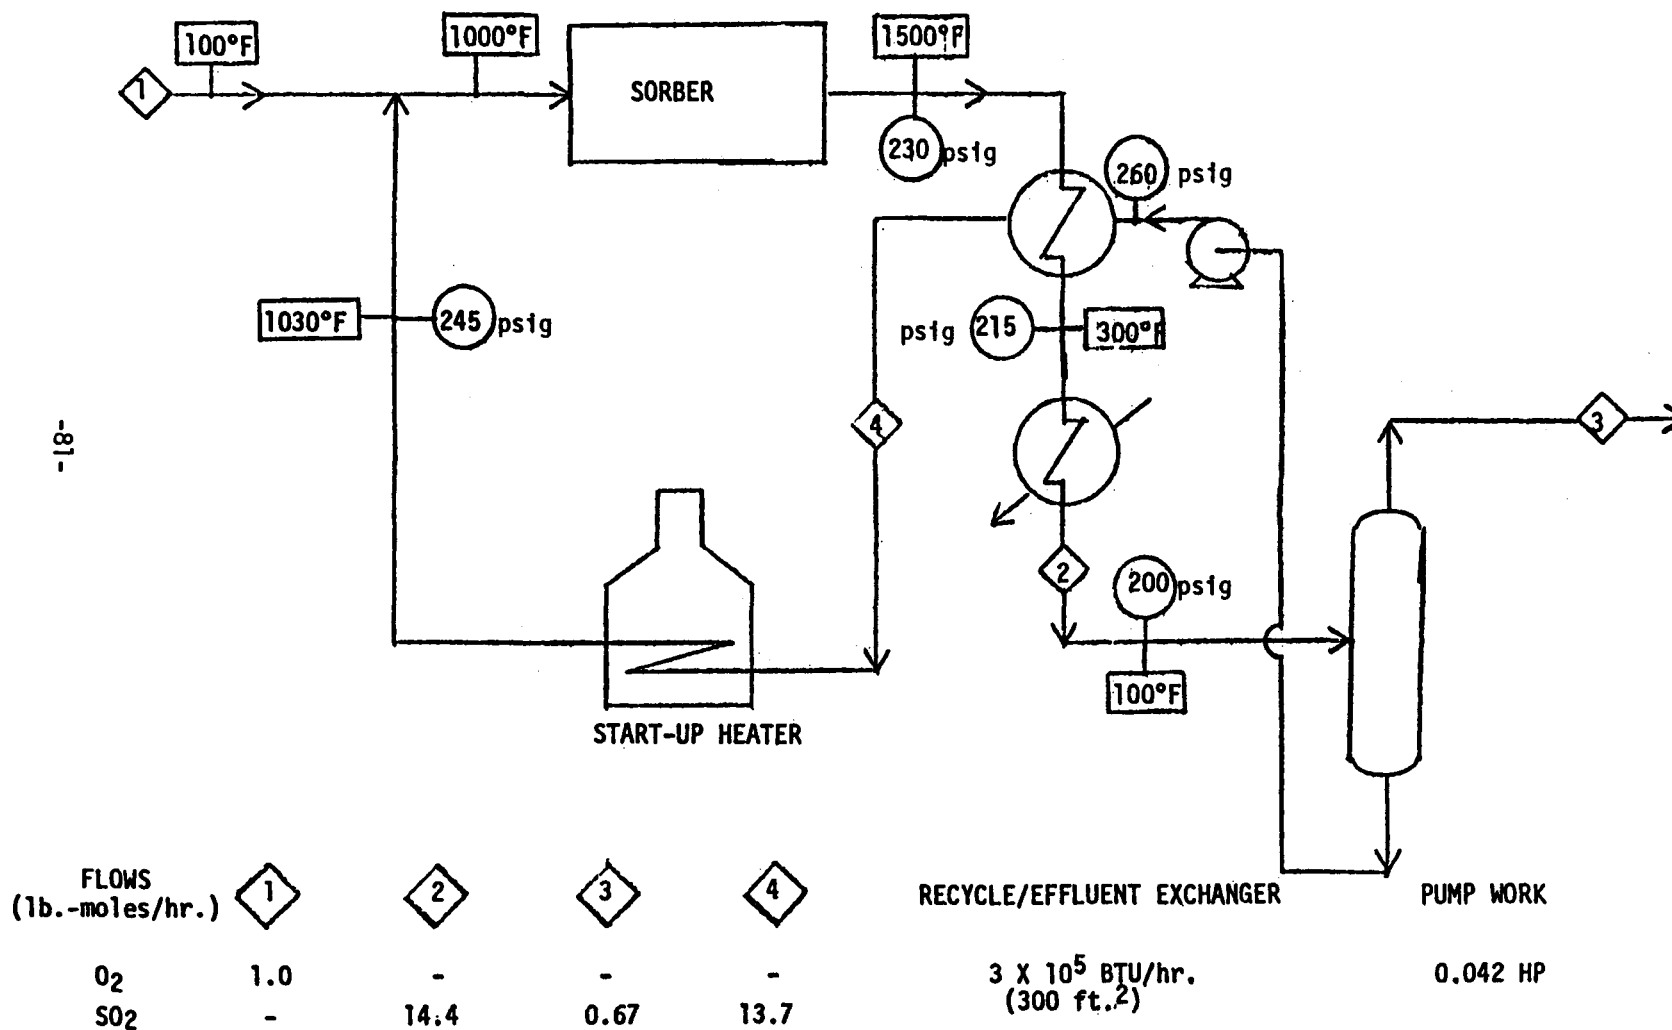 100°F
1000°F
1500°F
1
SORBER
230 psig
260 psig
1030°F
245 psig
psig 215
300°F
4
3
-81-
2
200 psig
100°F
START-UP HEATER
FLOWS
(lb.-moles/hr.)
1
2
3
4
RECYCLE/EFFLUENT EXCHANGER
PUMP WORK
O2 1.0 - - -
3 X 10⁵ BTU/hr.
(300 ft.²)
0.042 HP
SO2 - 14.4 0.67 13.7